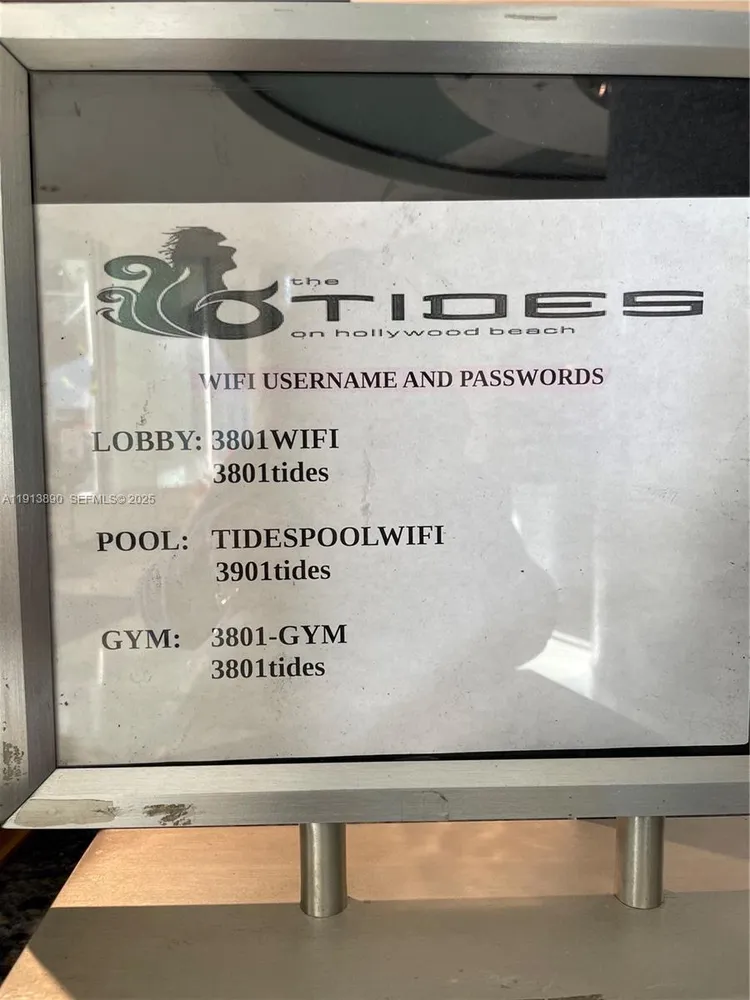 the
TIDES
on hollywood beach
WIFI USERNAME AND PASSWORDS
LOBBY: 3801WIFI
3801tides
A11913890 SEFMLS© 2025
POOL: TIDESPOOLWIFI
3901tides
GYM: 3801-GYM
3801tides